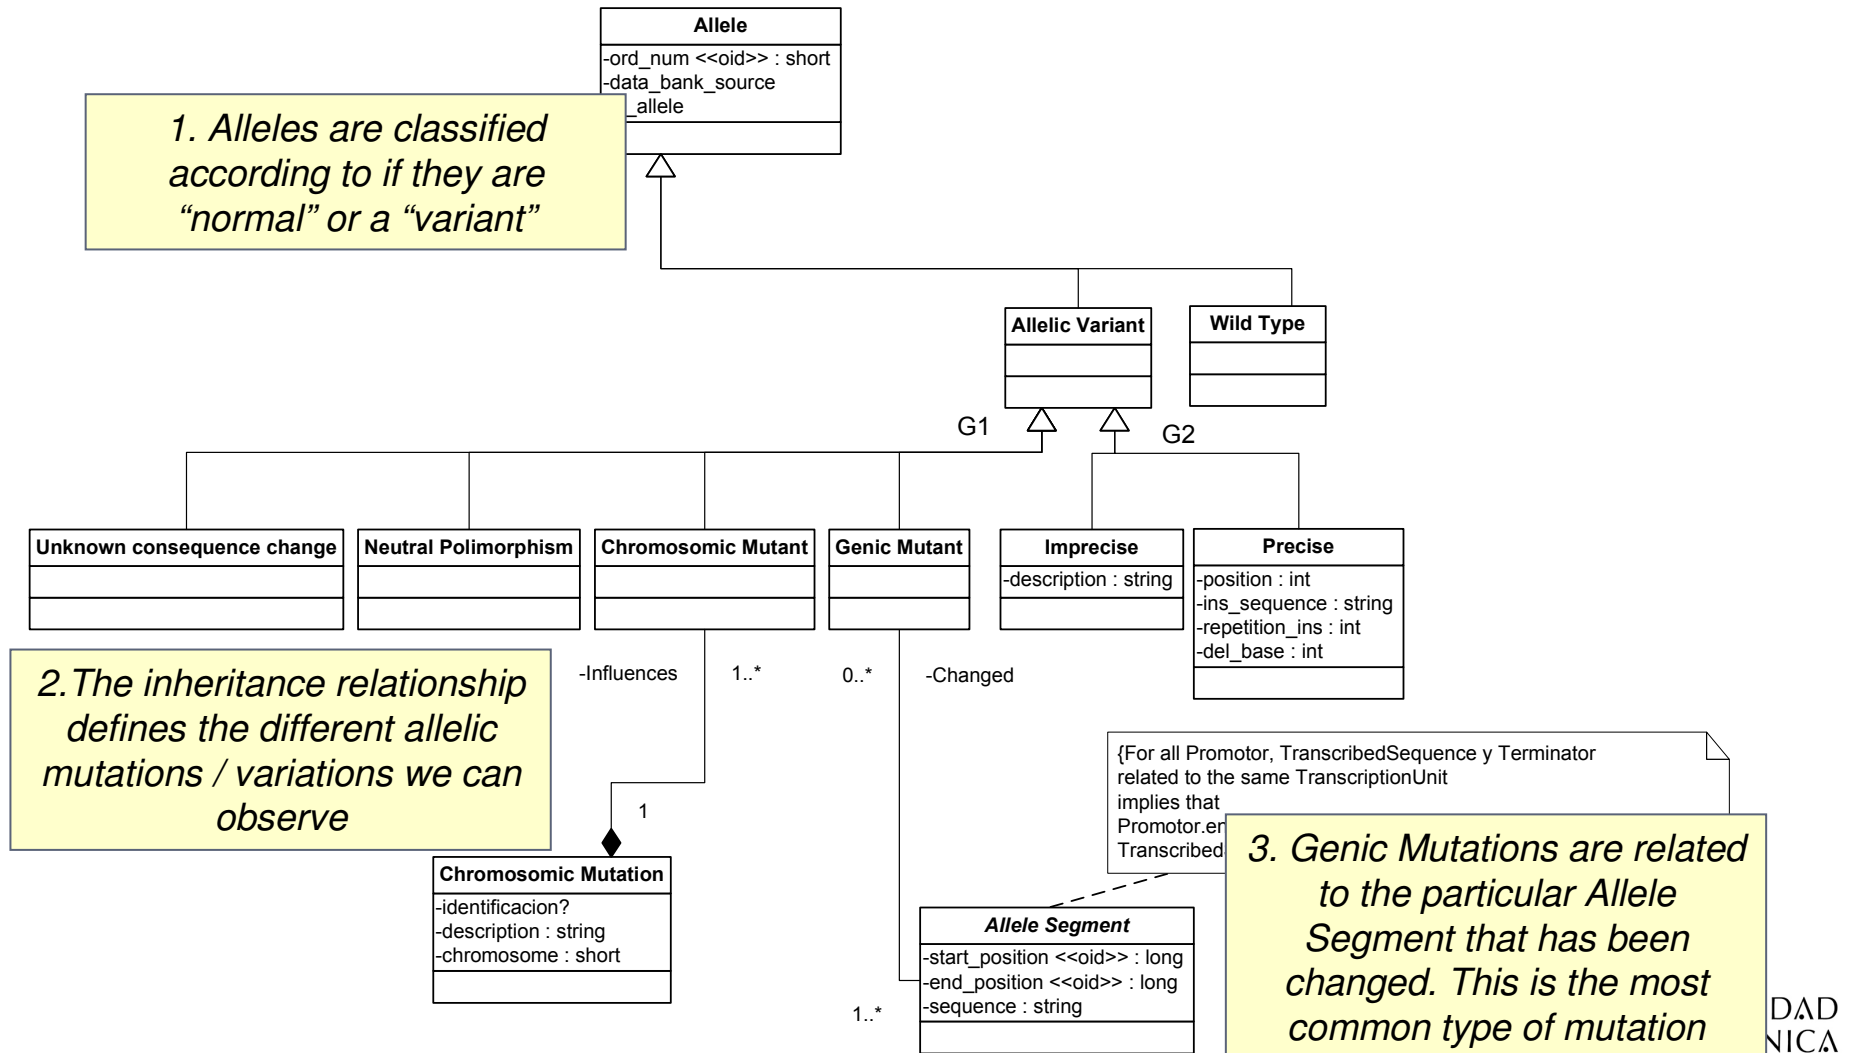 Allele
-ord_num <<oid>> : short
-data_bank_source
_allele
1. Alleles are classified
according to if they are
“normal” or a “variant”
Allelic Variant
Wild Type
G1
G2
Unknown consequence change
Neutral Polimorphism
Chromosomic Mutant
Genic Mutant
Imprecise
-description : string
Precise
-position : int
-ins_sequence : string
-repetition_ins : int
-del_base : int
-Influences
1..*
0..*
-Changed
2.The inheritance relationship
defines the different allelic
mutations / variations we can
observe
1
{For all Promotor, TranscribedSequence y Terminator
related to the same TranscriptionUnit
implies that
Promotor.en
Transcribed
3. Genic Mutations are related
to the particular Allele
Segment that has been
changed. This is the most
common type of mutation
Chromosomic Mutation
-identificacion?
-description : string
-chromosome : short
Allele Segment
-start_position <<oid>> : long
-end_position <<oid>> : long
-sequence : string
1..*
DAD
NICA